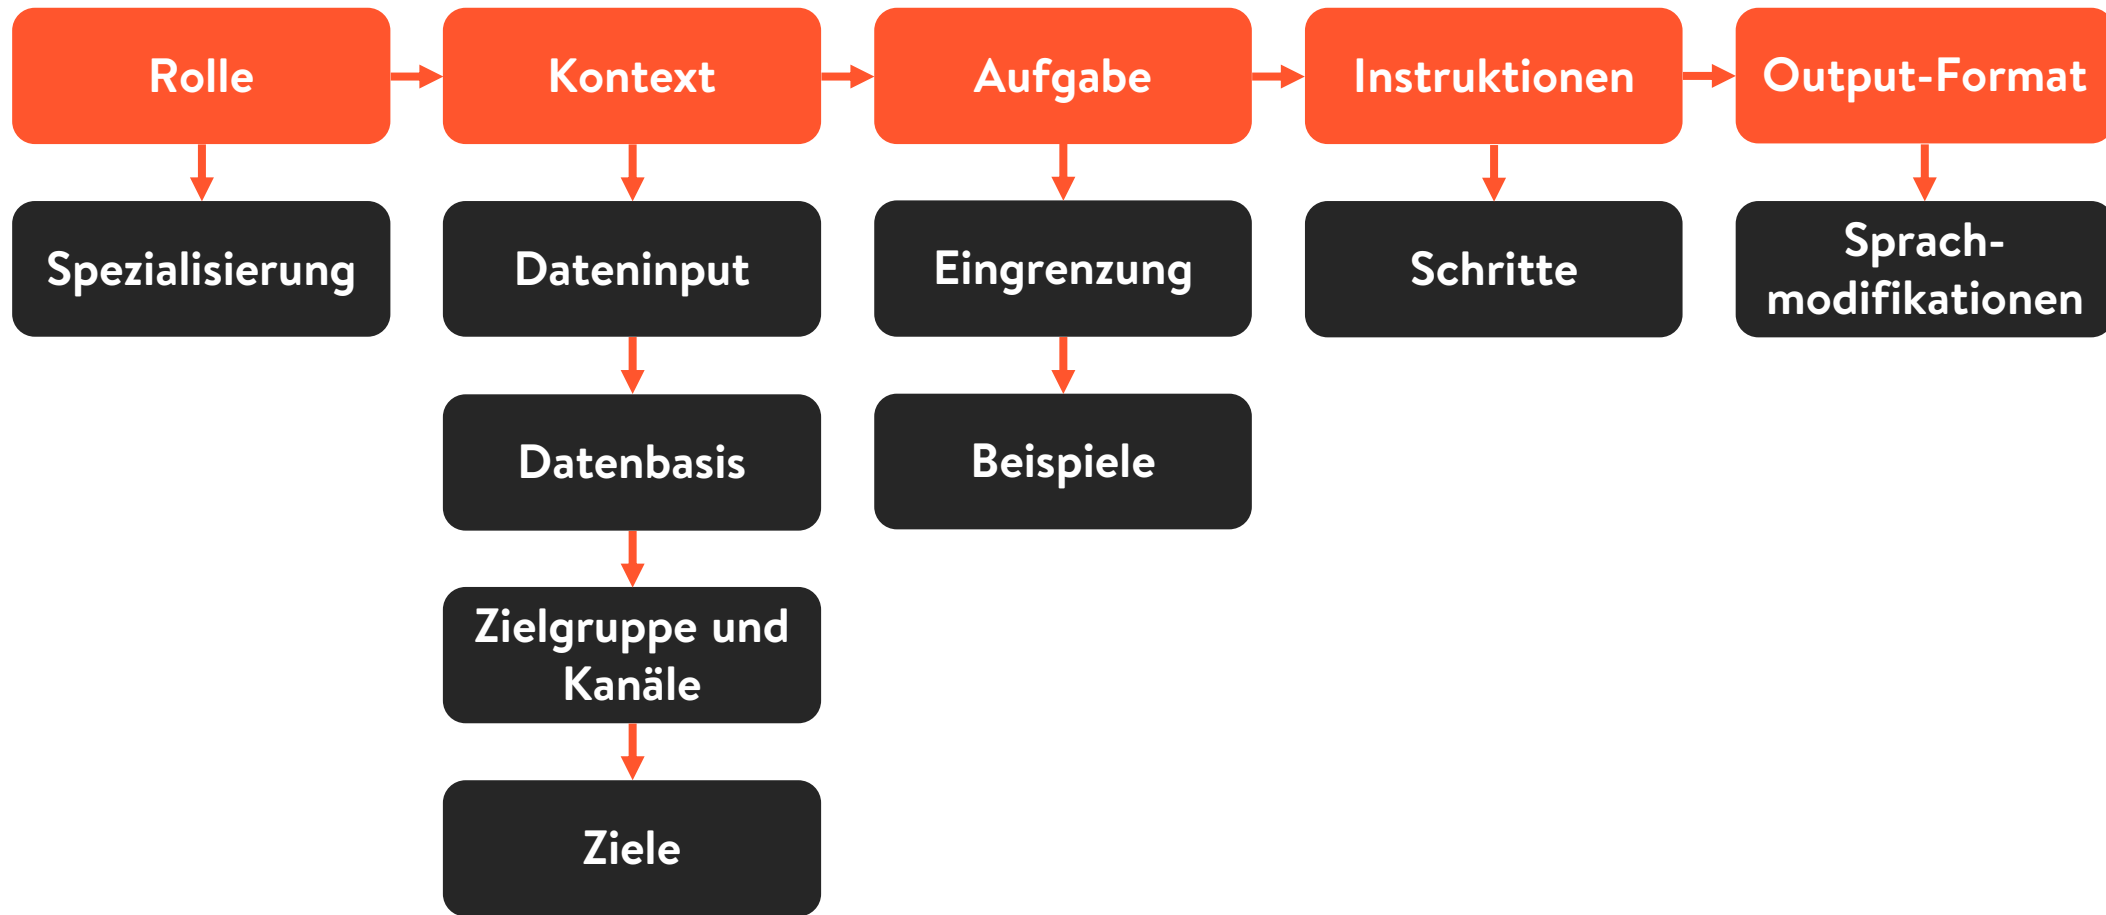 Rolle
Kontext
Aufgabe
Instruktionen
Output-Format
Spezialisierung
Dateninput
Eingrenzung
Schritte
Sprach-
modifikationen
Datenbasis
Beispiele
Zielgruppe und
Kanäle
Ziele